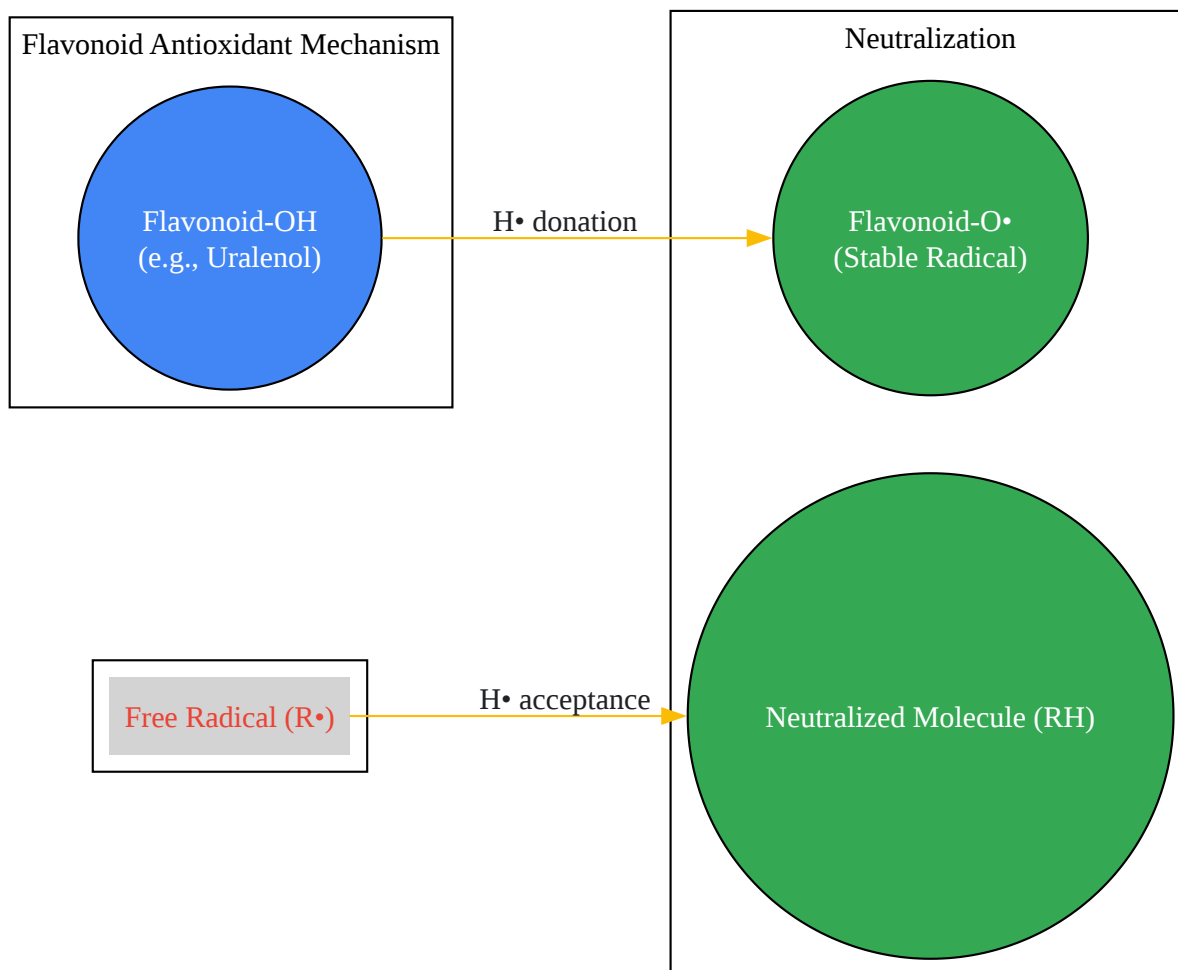 Flavonoid Antioxidant Mechanism
Neutralization
Flavonoid-OH
(e.g., Uralenol)
H• donation
Flavonoid-O•
(Stable Radical)
Free Radical (R•)
H• acceptance
Neutralized Molecule (RH)